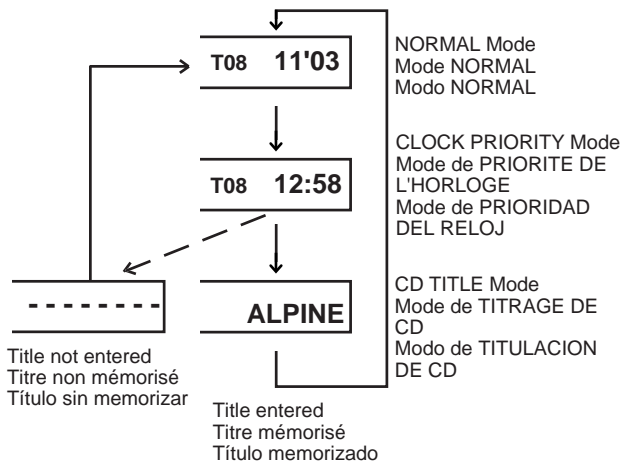 T08 11'03
NORMAL Mode
Mode NORMAL
Modo NORMAL
T08 12:58
CLOCK PRIORITY Mode
Mode de PRIORITE DE
L'HORLOGE
Mode de PRIORIDAD
DEL RELOJ
--------
ALPINE
CD TITLE Mode
Mode de TITRAGE DE
CD
Modo de TITULACION
DE CD
Title not entered
Titre non mémorisé
Título sin memorizar
Title entered
Titre mémorisé
Título memorizado